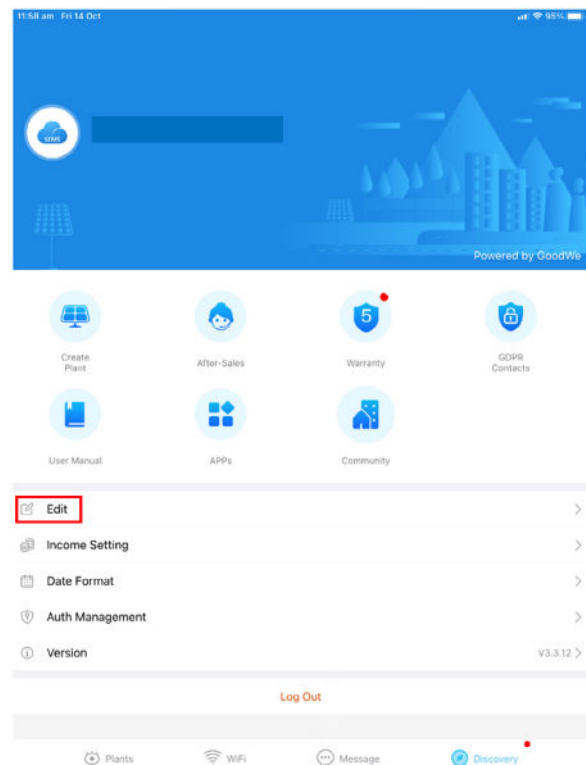 11:58 am Fri 14 Oct
95%
SEMS
Powered by GoodWe
5
Create
Plant
After-Sales
Warranty
GDPR
Contacts
User Manual
APPs
Community
Edit
Income Setting
Date Format
Auth Management
Version
V3.3.12
Log Out
Plants
WiFi
Message
Discovery